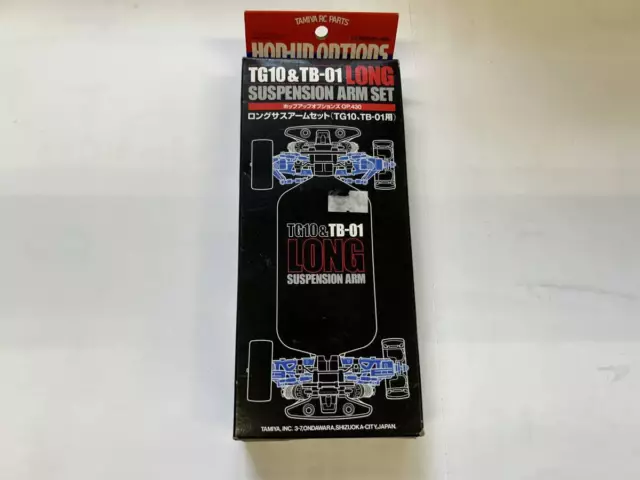 TAMIYA RC PARTS
HOP-UP OPTIONS
TG10 & TB-01 LONG
SUSPENSION ARM SET
ホップアップオプションズ OP.430
ロングサスアームセット(TG10、TB-01用)
TG10 & TB-01
LONG
SUSPENSION ARM
TAMIYA, INC. 3-7,ONDAWARA,SHIZUOKA-CITY,JAPAN.